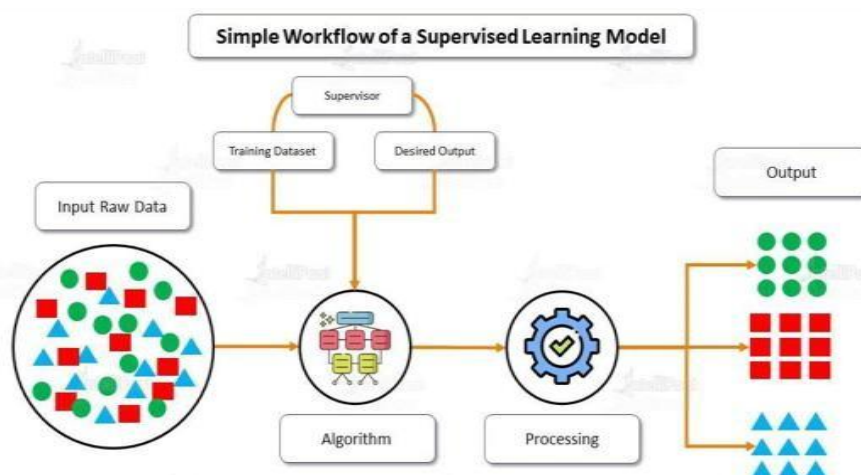 Simple Workflow of a Supervised Learning Model
Supervisor
Training Dataset
Desired Output
Input Raw Data
Output
Algorithm
Processing